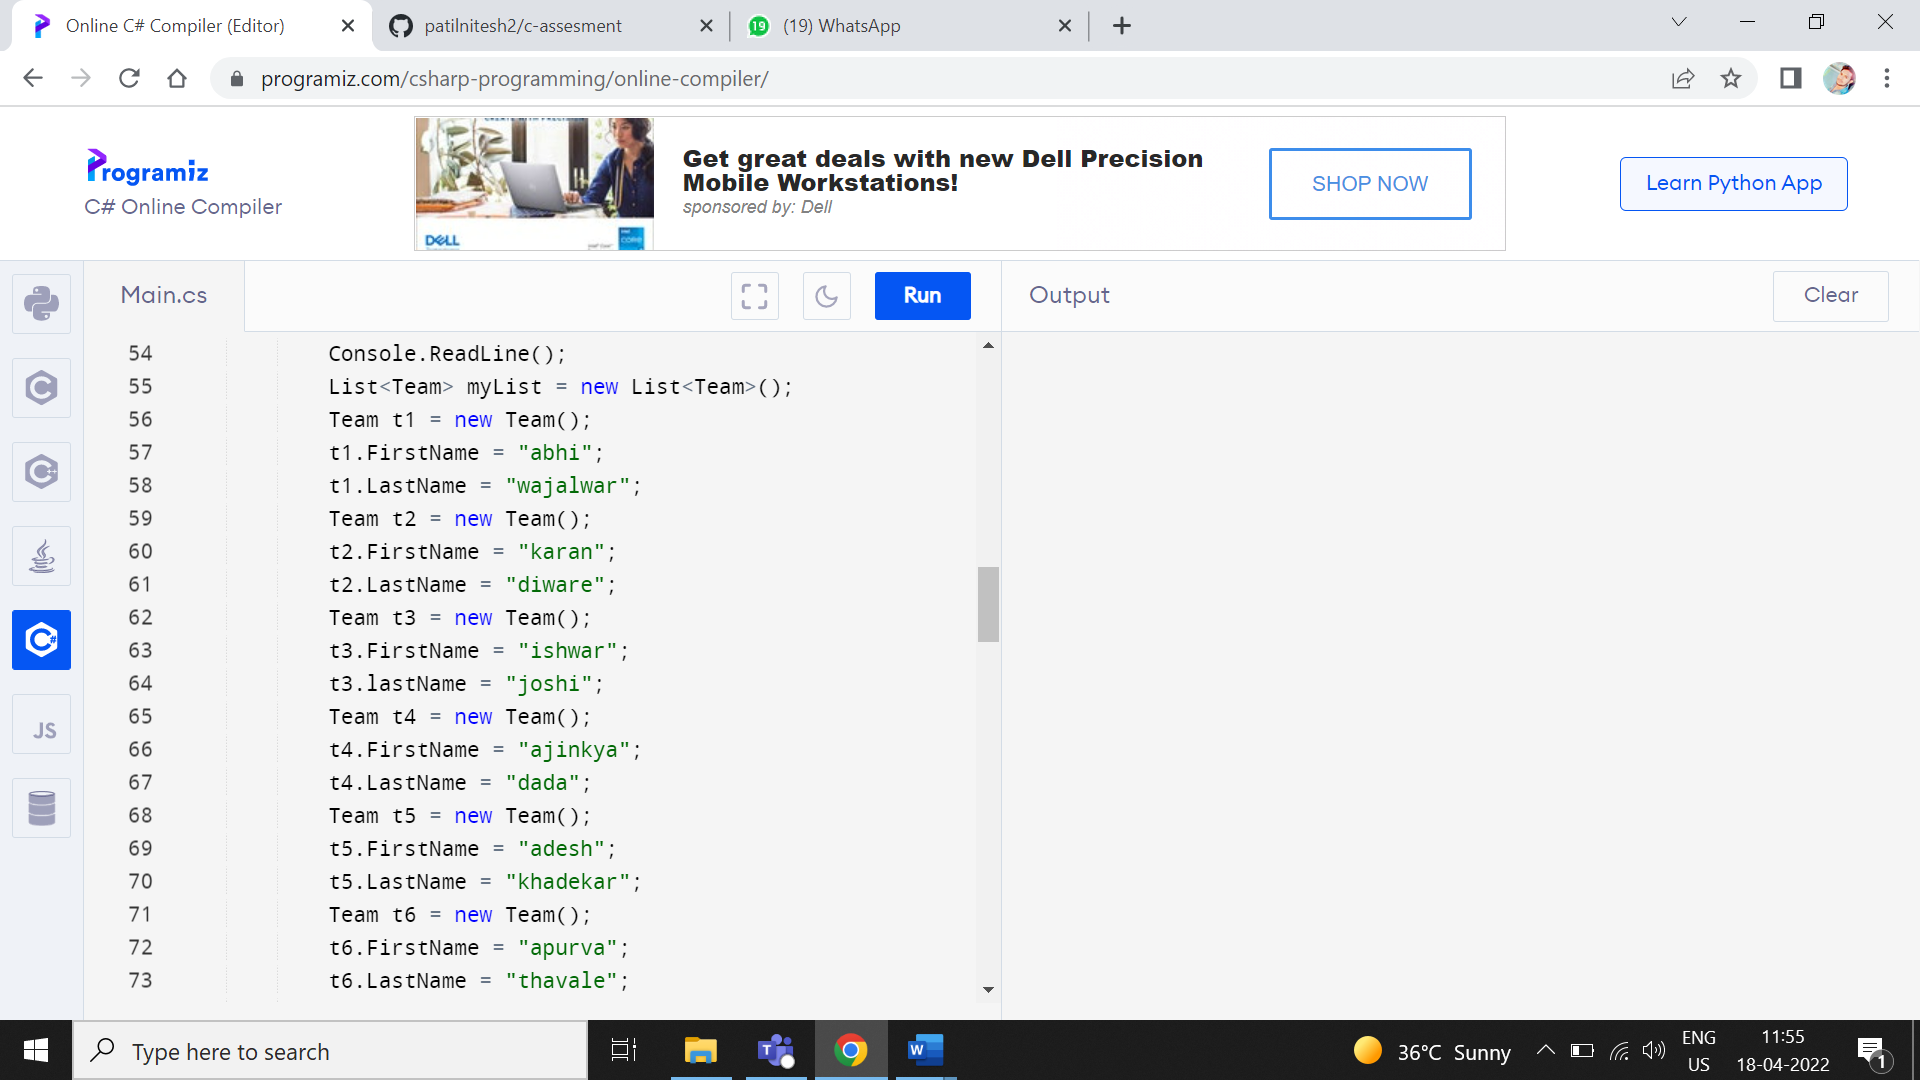 Online C# Compiler (Editor)
patilnitesh2/c-assesment
19
(19) WhatsApp
programiz.com/csharp-programming/online-compiler/
Programiz
C# Online Compiler
Get great deals with new Dell Precision
Mobile Workstations!
sponsored by: Dell
DELL
SHOP NOW
Learn Python App
Main.cs
Run
Output
Clear
54 Console.ReadLine();
55 List<Team> myList = new List<Team>();
56 Team t1 = new Team();
57 t1.FirstName = "abhi";
58 t1.LastName = "wajalwar";
59 Team t2 = new Team();
60 t2.FirstName = "karan";
61 t2.LastName = "diware";
62 Team t3 = new Team();
63 t3.FirstName = "ishwar";
64 t3.lastName = "joshi";
65 Team t4 = new Team();
66 t4.FirstName = "ajinkya";
67 t4.LastName = "dada";
68 Team t5 = new Team();
69 t5.FirstName = "adesh";
70 t5.LastName = "khadekar";
71 Team t6 = new Team();
72 t6.FirstName = "apurva";
73 t6.LastName = "thavale";
JS
Type here to search
36°C Sunny
ENG
US
11:55
18-04-2022
1